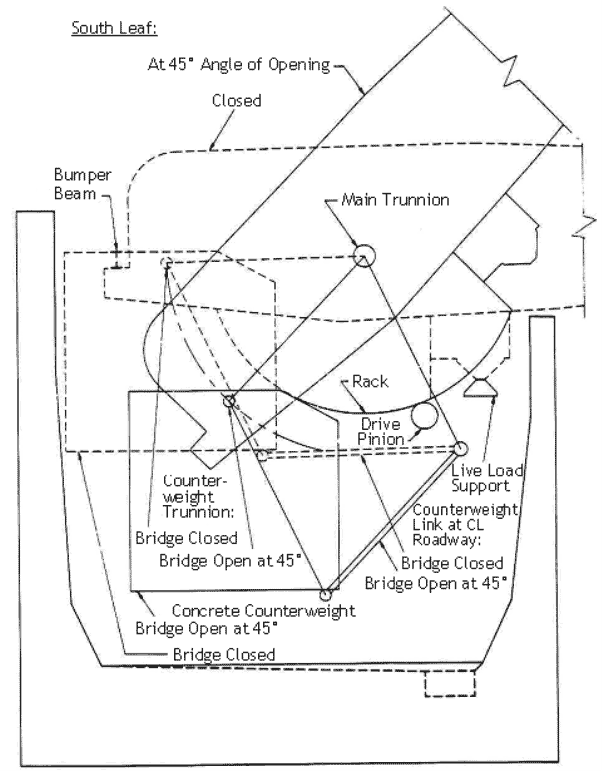 South Leaf:
At 45° Angle of Opening
Closed
Bumper
Beam
Main Trunnion
Rack
Drive
Pinion
Live Load
Support
Counter-
weight
Trunnion:
Bridge Closed
Bridge Open at 45°
Counterweight
Link at CL
Roadway:
Bridge Closed
Bridge Open at 45°
Concrete Counterweight
Bridge Open at 45°
Bridge Closed